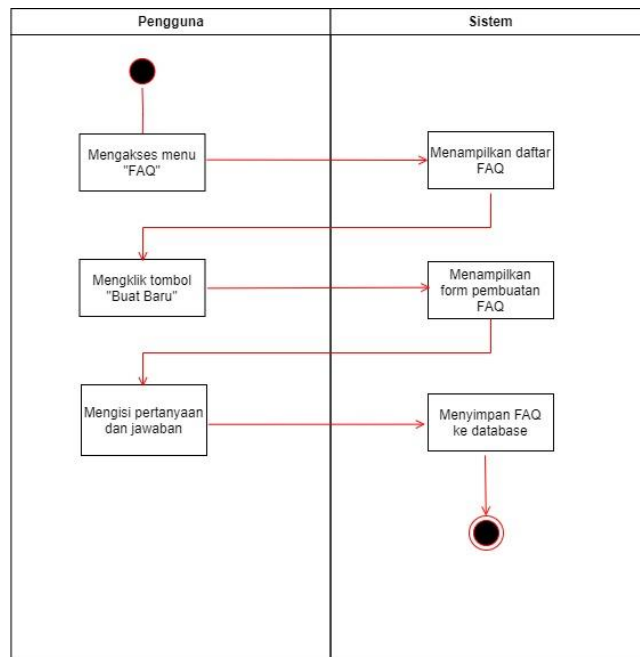 Pengguna
Sistem
Mengakses menu
"FAQ"
Menampilkan daftar
FAQ
Mengklik tombol
"Buat Baru"
Menampilkan
form pembuatan
FAQ
Mengisi pertanyaan
dan jawaban
Menyimpan FAQ
ke database